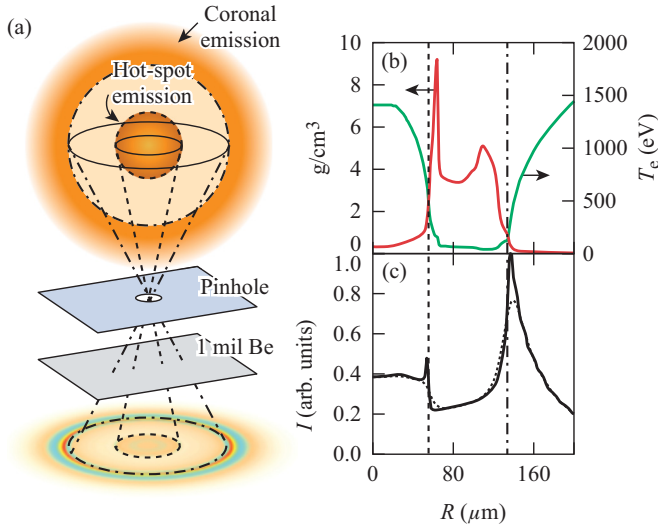 (a)
Coronal
emission
Hot-spot
emission
Pinhole
1 mil Be
(b)
10
8
6
4
2
0
g/cm3
2000
1500
1000
500
0
Te (eV)
(c)
1.0
0.8
0.6
0.4
0.2
0.0
I (arb. units)
0 80 160
R (μm)